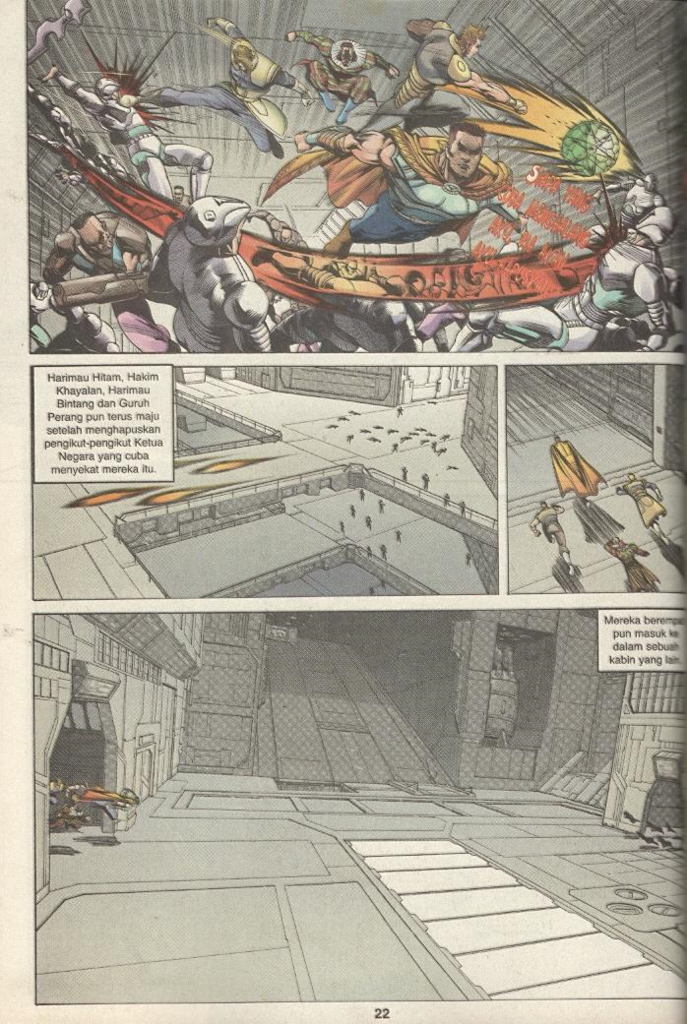 Harimau Hitam, Hakim
Khayalan, Harimau
Bintang dan Guruh
Perang pun terus maju
setelah menghapuskan
pengikut-pengikut Ketua
Negara yang cuba
menyekat mereka itu.
Mereka berempat
pun masuk ke
dalam sebuah
kabin yang lain.
22